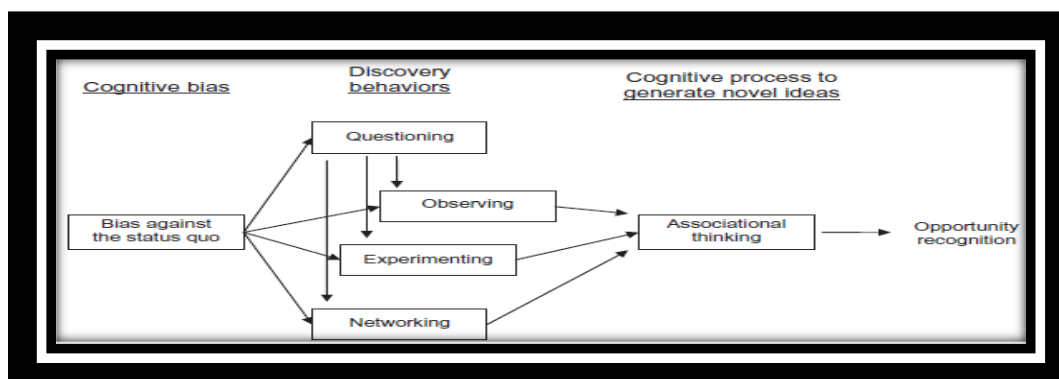 Cognitive bias
Discovery
behaviors
Cognitive process to
generate novel ideas
Questioning
Observing
Bias against
the status quo
Associational
thinking
Opportunity
recognition
Experimenting
Networking